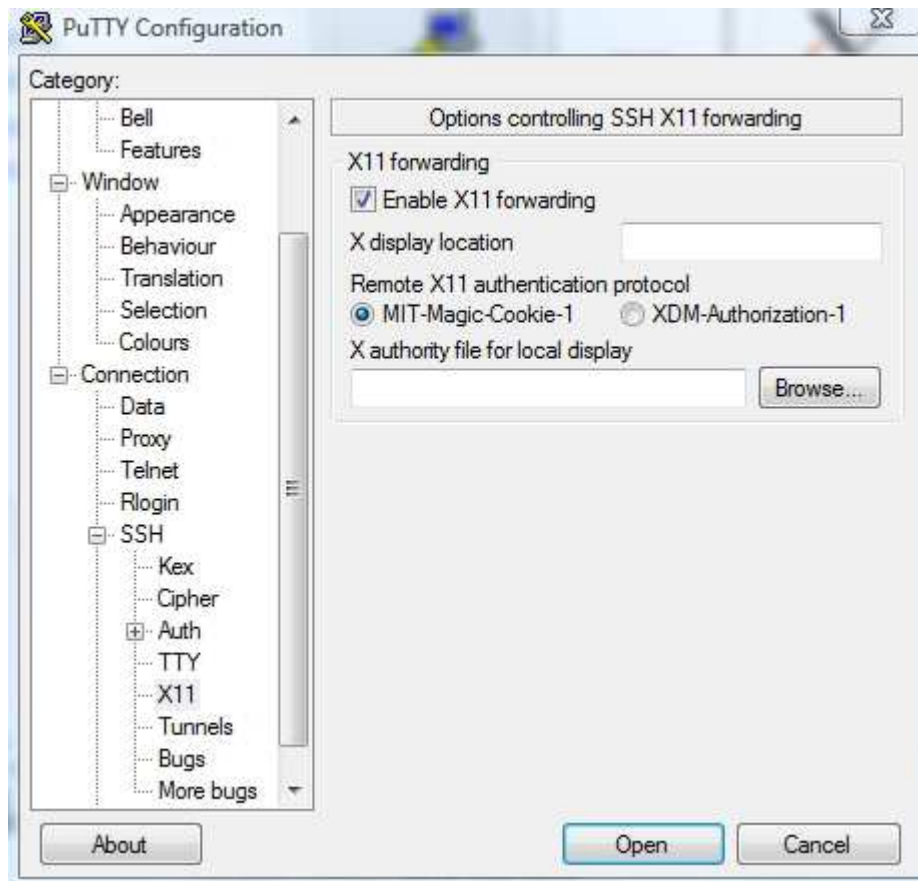 PuTTY Configuration
Category:
Bell
Features
Window
Appearance
Behaviour
Translation
Selection
Colours
Connection
Data
Proxy
Telnet
Rlogin
SSH
Kex
Cipher
Auth
TTY
X11
Tunnels
Bugs
More bugs
Options controlling SSH X11 forwarding
X11 forwarding
Enable X11 forwarding
X display location
Remote X11 authentication protocol
MIT-Magic-Cookie-1 XDM-Authorization-1
X authority file for local display
Browse...
About Open Cancel